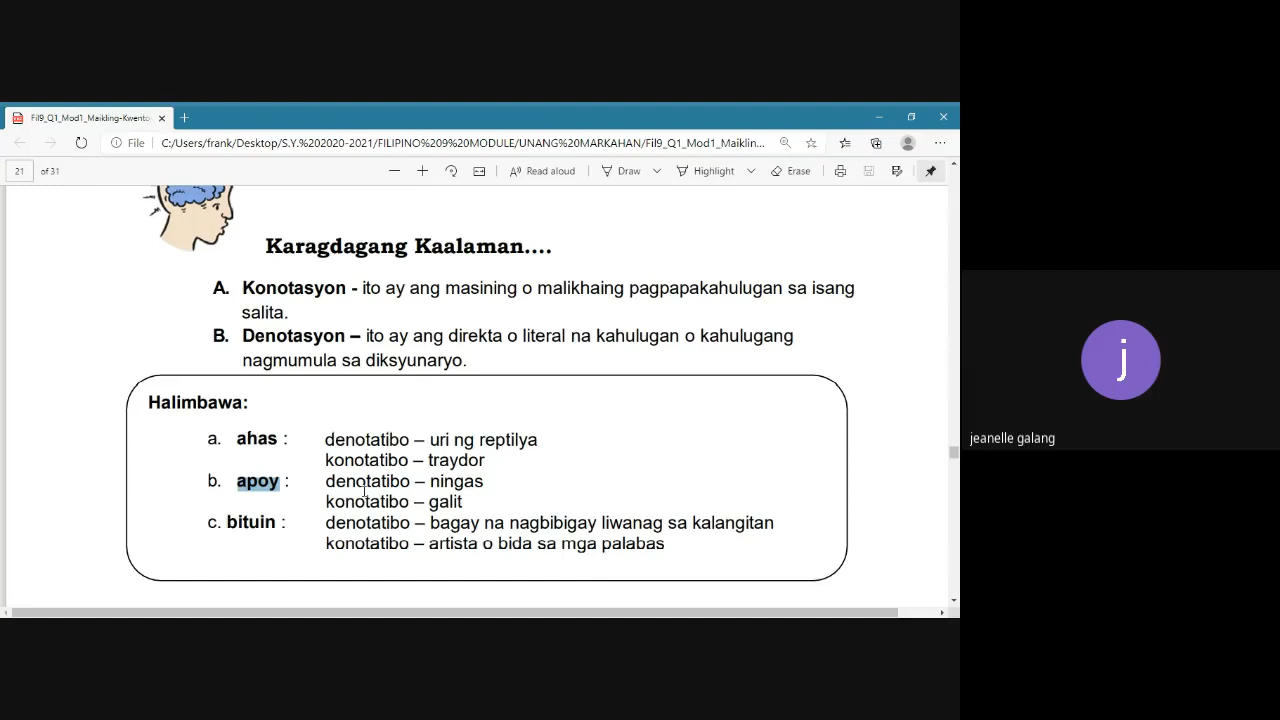 Fil9_Q1_Mod1_Maikling-Kwento
File C:/Users/frank/Desktop/S.Y.%202020-2021/FILIPINO%209%20MODULE/UNANG%20MARKAHAN/Fil9_Q1_Mod1_Maiklin...
21 of 31 Read aloud Draw Highlight Erase
Karagdagang Kaalaman....
A. Konotasyon - ito ay ang masining o malikhaing pagpapakahulugan sa isang
salita.
B. Denotasyon – ito ay ang direkta o literal na kahulugan o kahulugang
nagmumula sa diksyunaryo.
Halimbawa:
a. ahas : denotatibo – uri ng reptilya
konotatibo – traydor
b. apoy : denotatibo – ningas
konotatibo – galit
c. bituin : denotatibo – bagay na nagbibigay liwanag sa kalangitan
konotatibo – artista o bida sa mga palabas
j
jeanelle galang